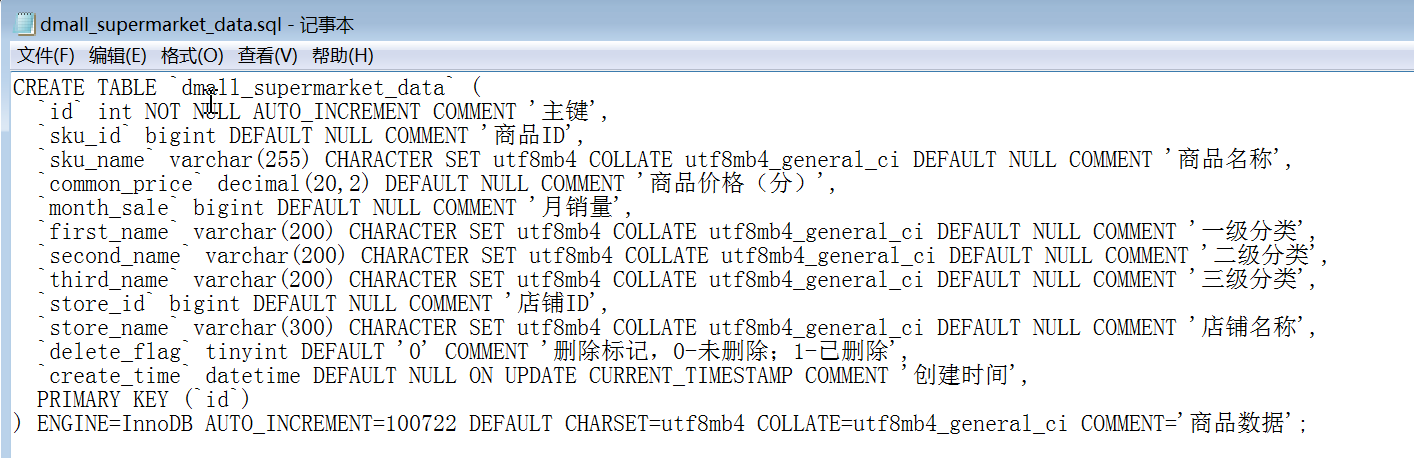 dmall_supermarket_data.sql - 记事本
文件(F) 编辑(E) 格式(O) 查看(V) 帮助(H)
CREATE TABLE `dmall_supermarket_data` (
  `id` int NOT NULL AUTO_INCREMENT COMMENT '主键',
  `sku_id` bigint DEFAULT NULL COMMENT '商品ID',
  `sku_name` varchar(255) CHARACTER SET utf8mb4 COLLATE utf8mb4_general_ci DEFAULT NULL COMMENT '商品名称',
  `common_price` decimal(20,2) DEFAULT NULL COMMENT '商品价格（分）',
  `month_sale` bigint DEFAULT NULL COMMENT '月销量',
  `first_name` varchar(200) CHARACTER SET utf8mb4 COLLATE utf8mb4_general_ci DEFAULT NULL COMMENT '一级分类',
  `second_name` varchar(200) CHARACTER SET utf8mb4 COLLATE utf8mb4_general_ci DEFAULT NULL COMMENT '二级分类',
  `third_name` varchar(200) CHARACTER SET utf8mb4 COLLATE utf8mb4_general_ci DEFAULT NULL COMMENT '三级分类',
  `store_id` bigint DEFAULT NULL COMMENT '店铺ID',
  `store_name` varchar(300) CHARACTER SET utf8mb4 COLLATE utf8mb4_general_ci DEFAULT NULL COMMENT '店铺名称',
  `delete_flag` tinyint DEFAULT '0' COMMENT '删除标记，0-未删除；1-已删除',
  `create_time` datetime DEFAULT NULL ON UPDATE CURRENT_TIMESTAMP COMMENT '创建时间',
  PRIMARY KEY (`id`)
) ENGINE=InnoDB AUTO_INCREMENT=100722 DEFAULT CHARSET=utf8mb4 COLLATE=utf8mb4_general_ci COMMENT='商品数据';